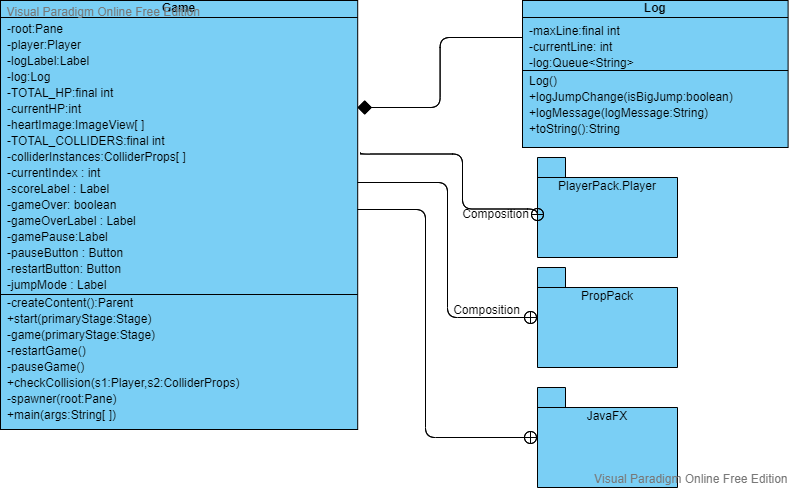 Visual Paradigm Online Free Edition
Game
-root:Pane
-player:Player
-logLabel:Label
-log:Log
-TOTAL_HP:final int
-currentHP:int
-heartImage:ImageView[ ]
-TOTAL_COLLIDERS:final int
-colliderInstances:ColliderProps[ ]
-currentIndex : int
-scoreLabel : Label
-gameOver: boolean
-gameOverLabel : Label
-gamePause:Label
-pauseButton : Button
-restartButton: Button
-jumpMode : Label
-createContent():Parent
+start(primaryStage:Stage)
-game(primaryStage:Stage)
-restartGame()
-pauseGame()
+checkCollision(s1:Player,s2:ColliderProps)
-spawner(root:Pane)
+main(args:String[ ])
Log
-maxLine:final int
-currentLine: int
-log:Queue<String>
Log()
+logJumpChange(isBigJump:boolean)
+logMessage(logMessage:String)
+toString():String
PlayerPack.Player
Composition
PropPack
Composition
JavaFX
Visual Paradigm Online Free Edition